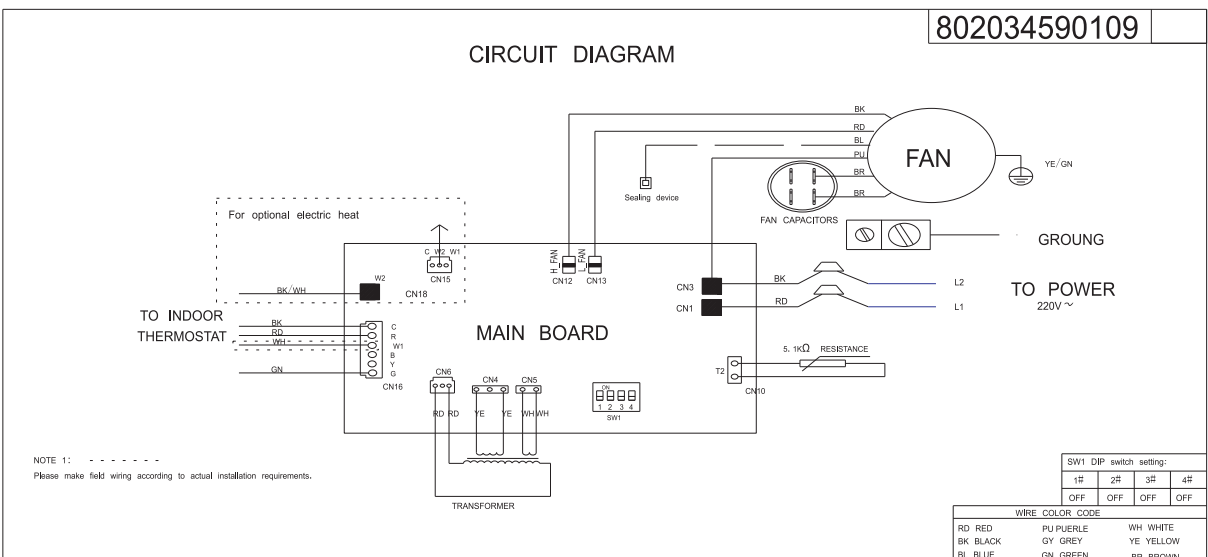 802034590109
CIRCUIT DIAGRAM
BK
RD
BL
PU
BR
BR
FAN
YE/GN
Sealing device
FAN CAPACITORS
For optional electric heat
C W2 W1
CN15
W2
CN18
BK/WH
H_FAN
L_FAN
CN12
CN13
GROUNG
CN3
BK
L2
CN1
RD
L1
TO POWER
220V ~
TO INDOOR
THERMOSTAT
BK
RD
WH
GN
C
R
W1
B
Y
G
CN16
MAIN BOARD
5. 1KΩ RESISTANCE
T2
CN10
CN6
CN4
CN5
RD RD
YE YE
WH WH
ON
1 2 3 4
SW1
TRANSFORMER
NOTE 1: - - - - - - -
Please make field wiring according to actual installation requirements.
SW1 DIP switch setting:
1# 2# 3# 4#
OFF OFF OFF OFF
WIRE COLOR CODE
RD RED PU PUERLE WH WHITE
BK BLACK GY GREY YE YELLOW
BL BLUE GN GREEN BR BROWN